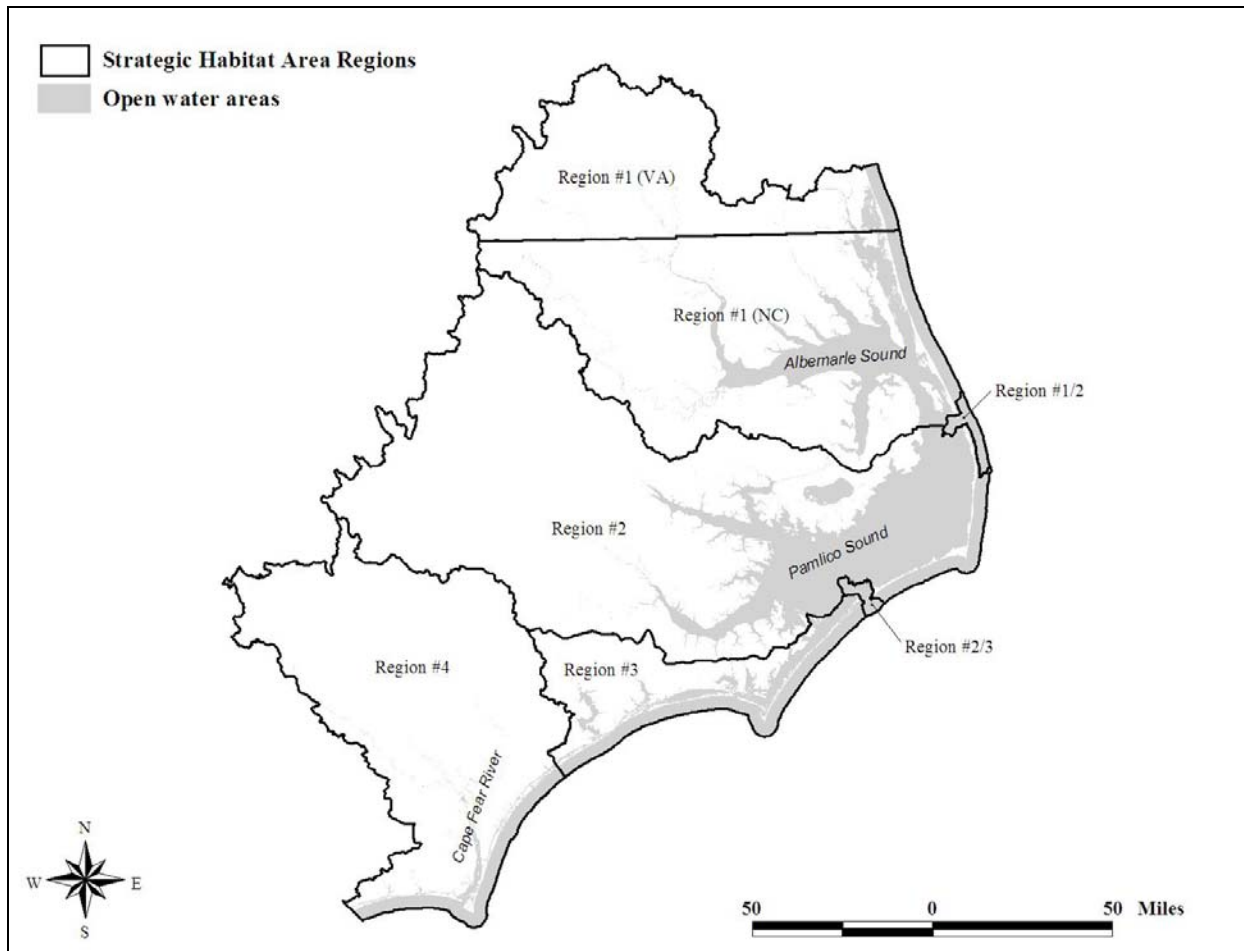 Strategic Habitat Area Regions
Open water areas
Region #1 (VA)
Region #1 (NC)
Albemarle Sound
Region #1/2
Region #2
Pamlico Sound
Region #2/3
Region #4
Region #3
Cape Fear River
N
W E
S
50 0 50 Miles